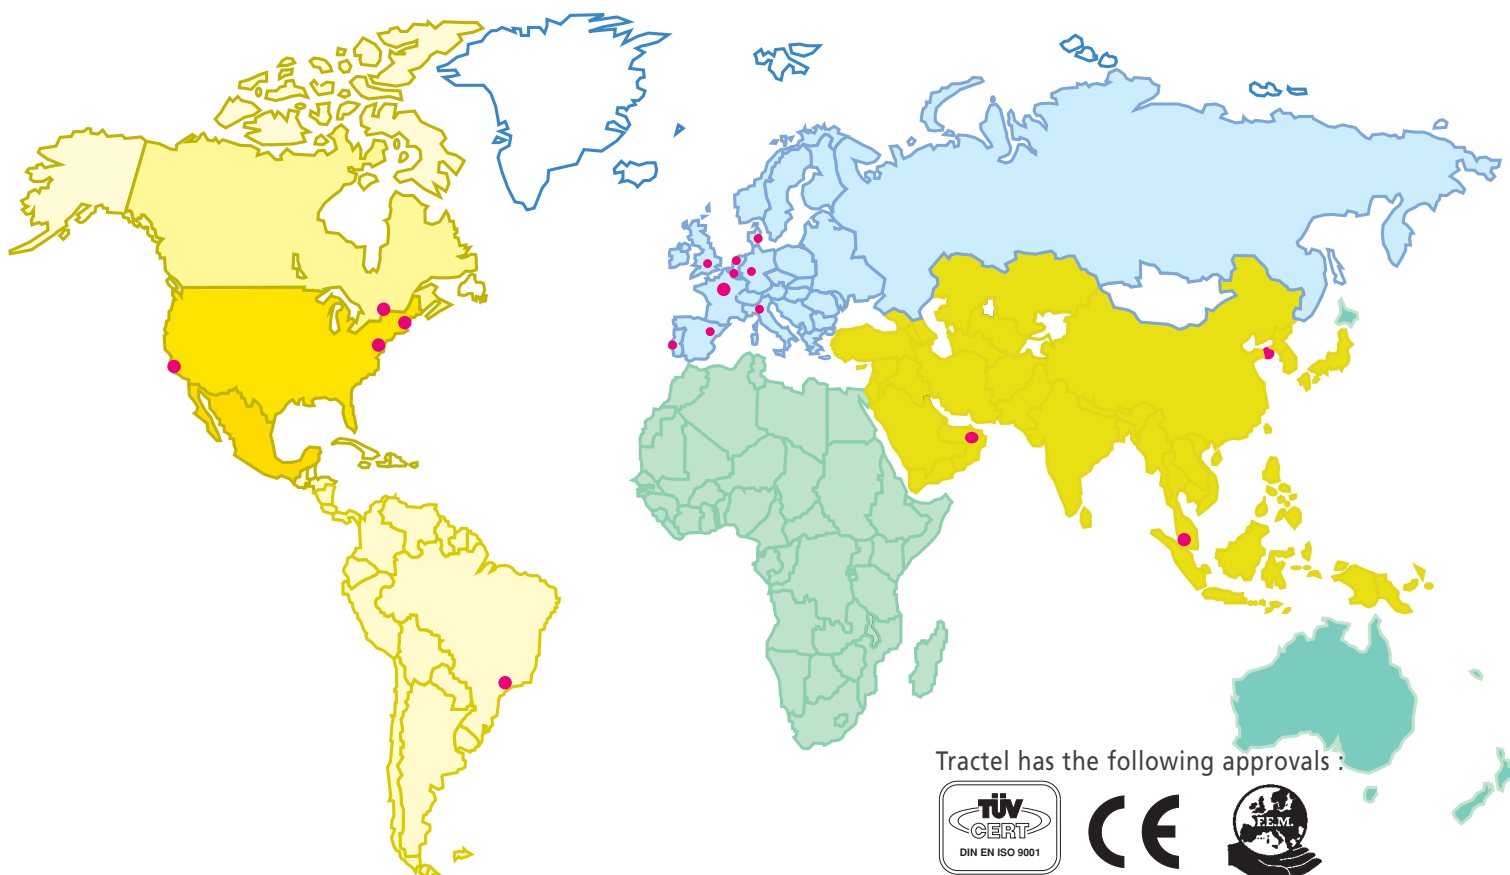 Tractel has the following approvals :
TÜV
CERT
DIN EN ISO 9001
CE
F.E.M.